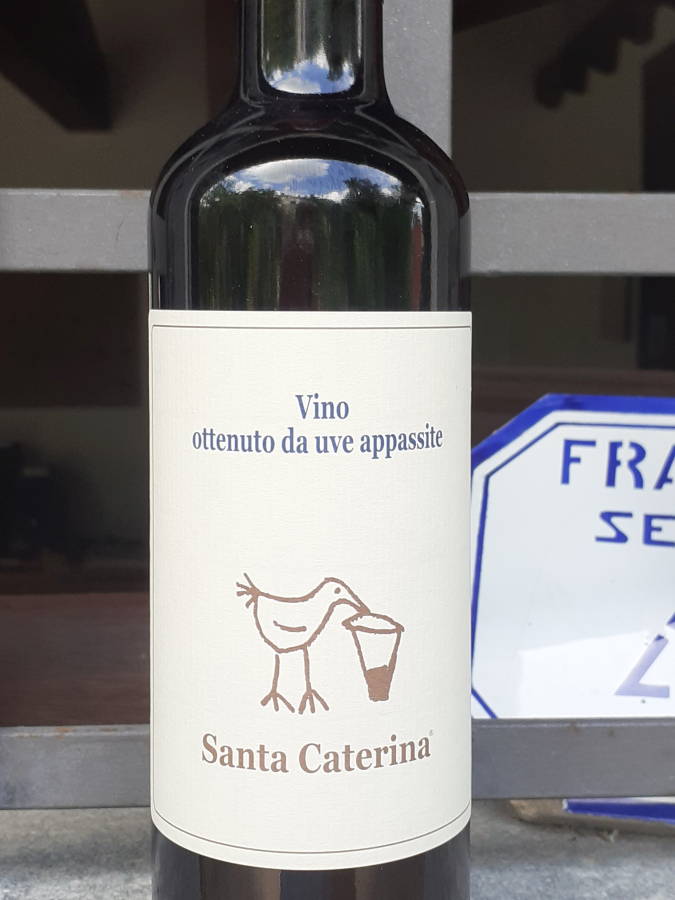 Vino
ottenuto da uve appassite
Santa Caterina®
FRA
SE